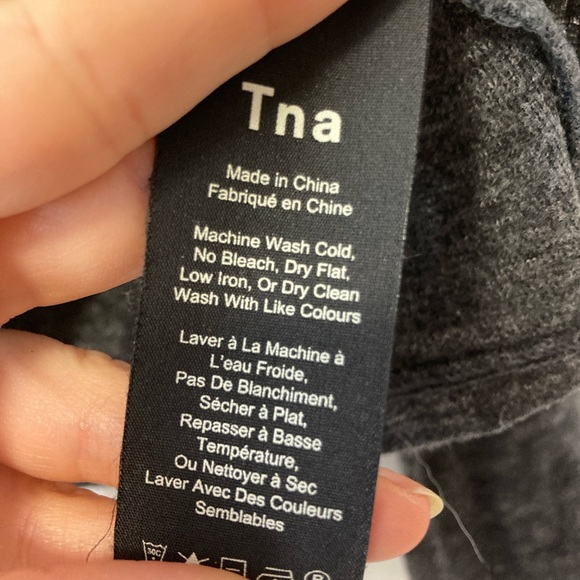 Tna
Made in China
Fabriqué en Chine
Machine Wash Cold,
No Bleach, Dry Flat,
Low Iron, Or Dry Clean
Wash With Like Colours
Laver à La Machine à
L'eau Froide,
Pas De Blanchiment,
Sécher à Plat,
Repasser à Basse
Température,
Ou Nettoyer à Sec
Laver Avec Des Couleurs
Semblables
30C
P